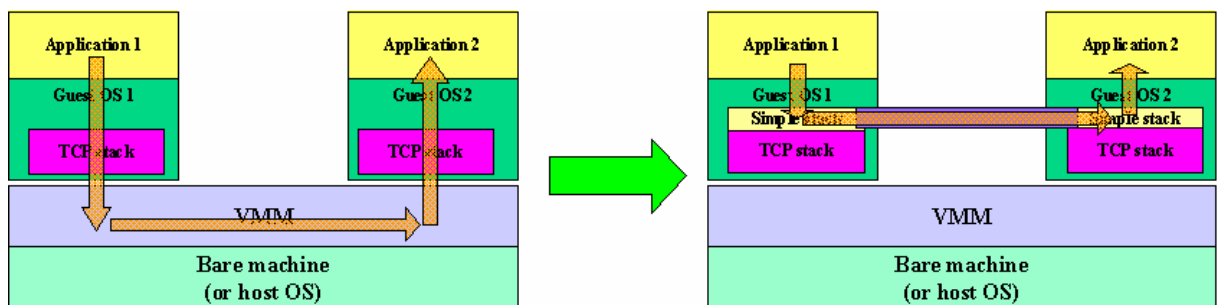 Application 1
Application 2
Guest OS 1
Guest OS 2
TCP stack
TCP stack
VMM
Bare machine
(or host OS)
Application 1
Application 2
Guest OS 1
Guest OS 2
Simple stack
Simple stack
TCP stack
TCP stack
VMM
Bare machine
(or host OS)